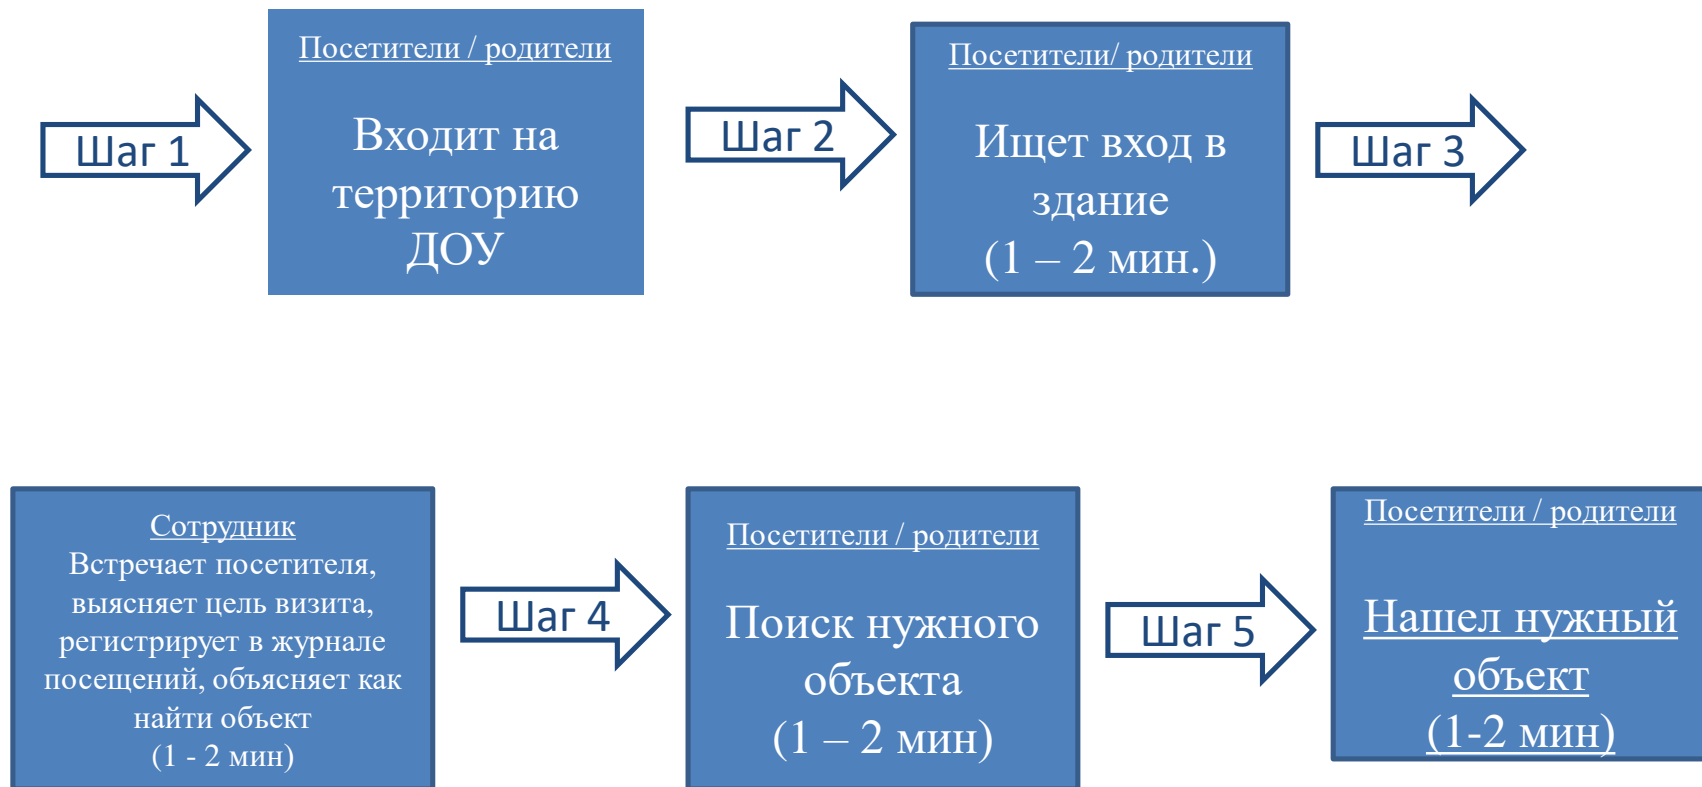 Шаг 1
Посетители / родители
Входит на
территорию
ДОУ
Шаг 2
Посетители/ родители
Ищет вход в
здание
(1 – 2 мин.)
Шаг 3
Сотрудник
Встречает посетителя,
выясняет цель визита,
регистрирует в журнале
посещений, объясняет как
найти объект
(1 - 2 мин)
Шаг 4
Посетители / родители
Поиск нужного
объекта
(1 – 2 мин)
Шаг 5
Посетители / родители
Нашел нужный
объект
(1-2 мин)